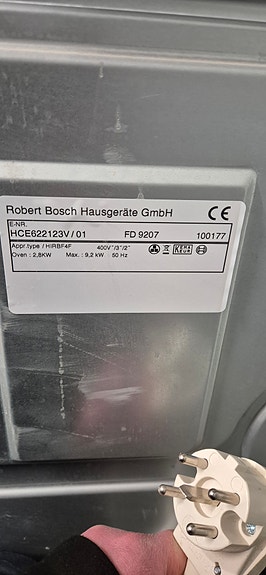 Robert Bosch Hausgeräte GmbH CE
E-NR.
HCE622123V/01 FD 9207 100177
Appr.type / HIRBF4F 400V~/3~/2~
Oven : 2,8KW Max. : 9,2 kW 50 Hz